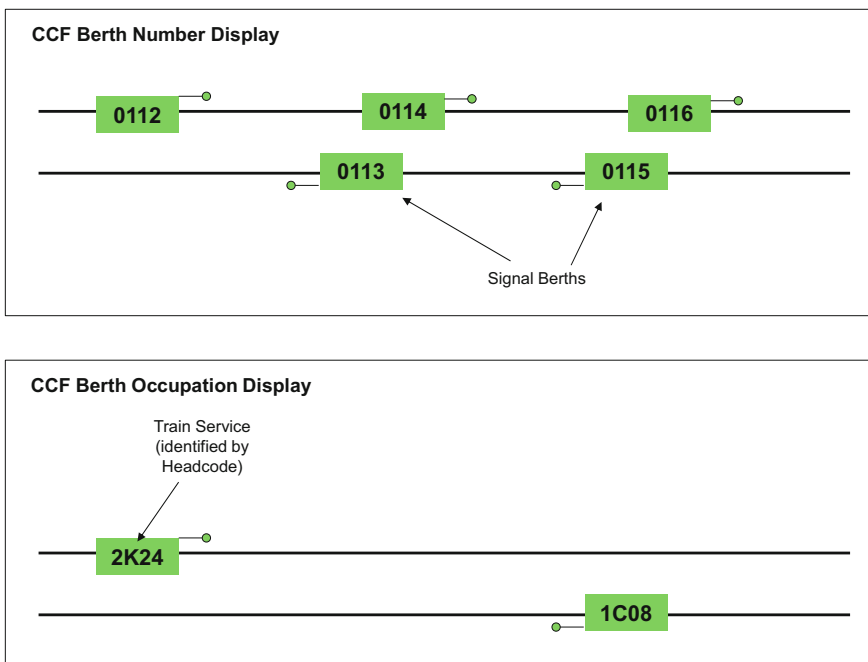 CCF Berth Number Display
0112
0114
0116
0113
0115
Signal Berths
CCF Berth Occupation Display
Train Service
(identified by
Headcode)
2K24
1C08